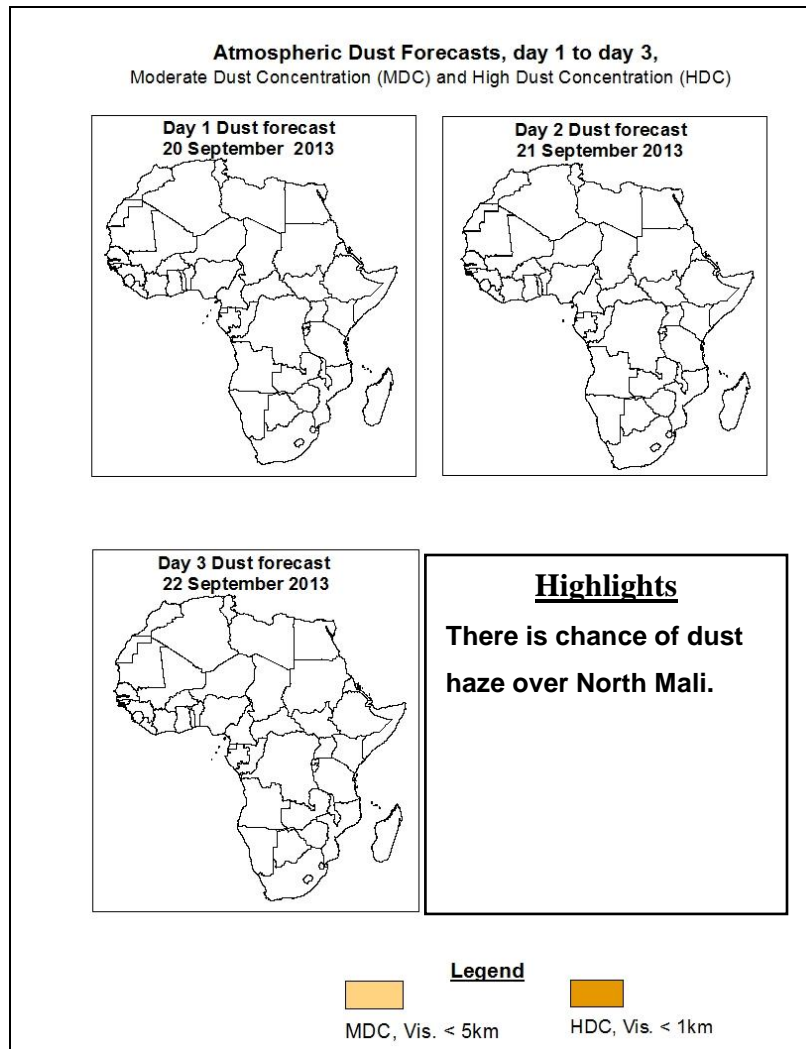 Atmospheric Dust Forecasts, day 1 to day 3,
Moderate Dust Concentration (MDC) and High Dust Concentration (HDC)
Day 1 Dust forecast
20 September 2013
Day 2 Dust forecast
21 September 2013
Day 3 Dust forecast
22 September 2013
Highlights
There is chance of dust
haze over North Mali.
Legend
MDC, Vis. < 5km
HDC, Vis. < 1km